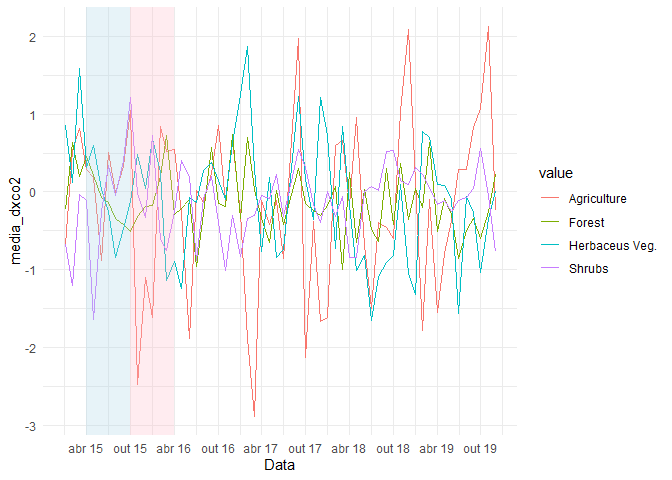 2
1
0
-1
-2
-3
media_dxco2
abr 15
out 15
abr 16
out 16
abr 17
out 17
abr 18
out 18
abr 19
out 19
Data
value
Agriculture
Forest
Herbaceus Veg.
Shrubs